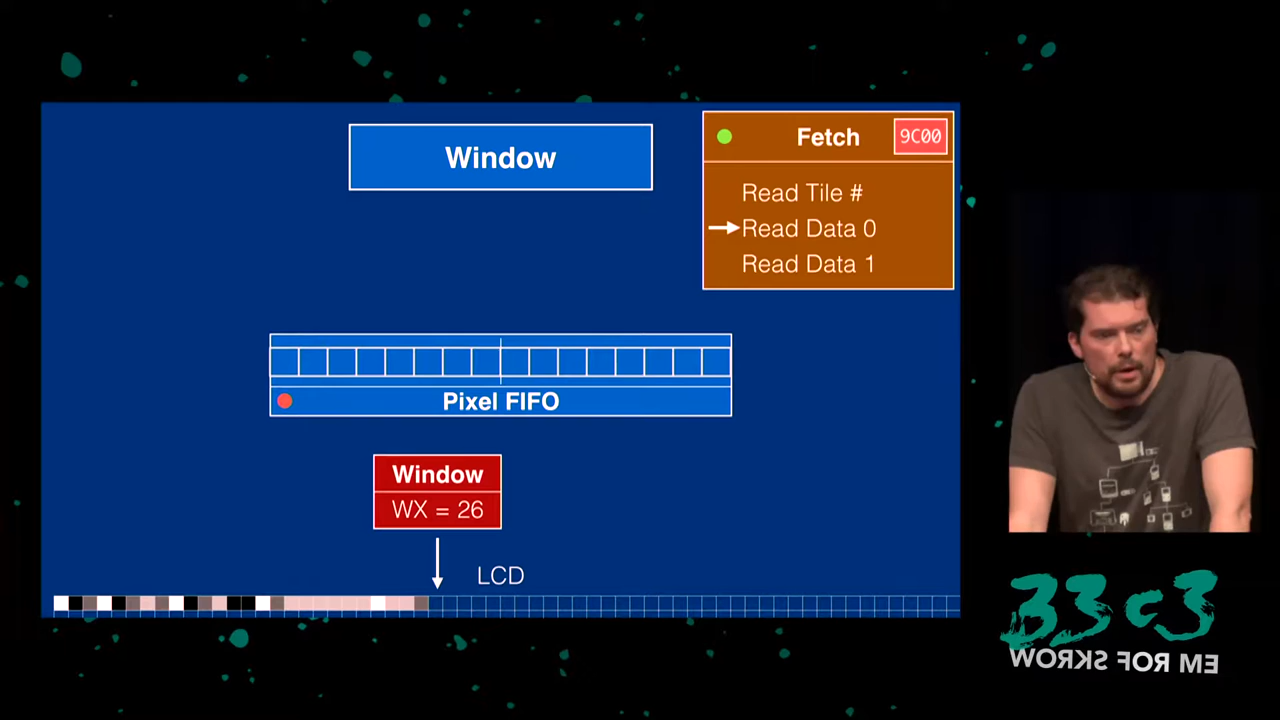 Window
Fetch
9C00
Read Tile #
Read Data 0
Read Data 1
Pixel FIFO
Window
WX = 26
LCD
33c3
WORKS FOR ME